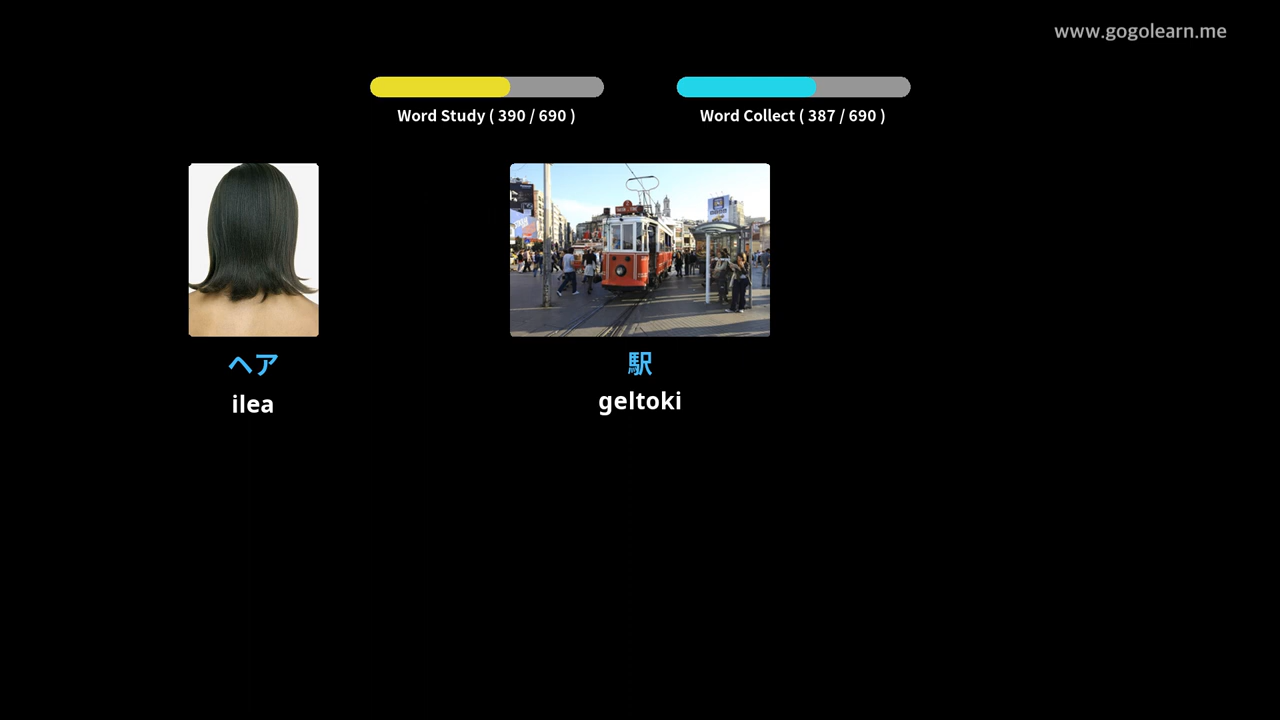 www.gogolearn.me
Word Study ( 390 / 690 )
Word Collect ( 387 / 690 )
ヘア
ilea
駅
geltoki